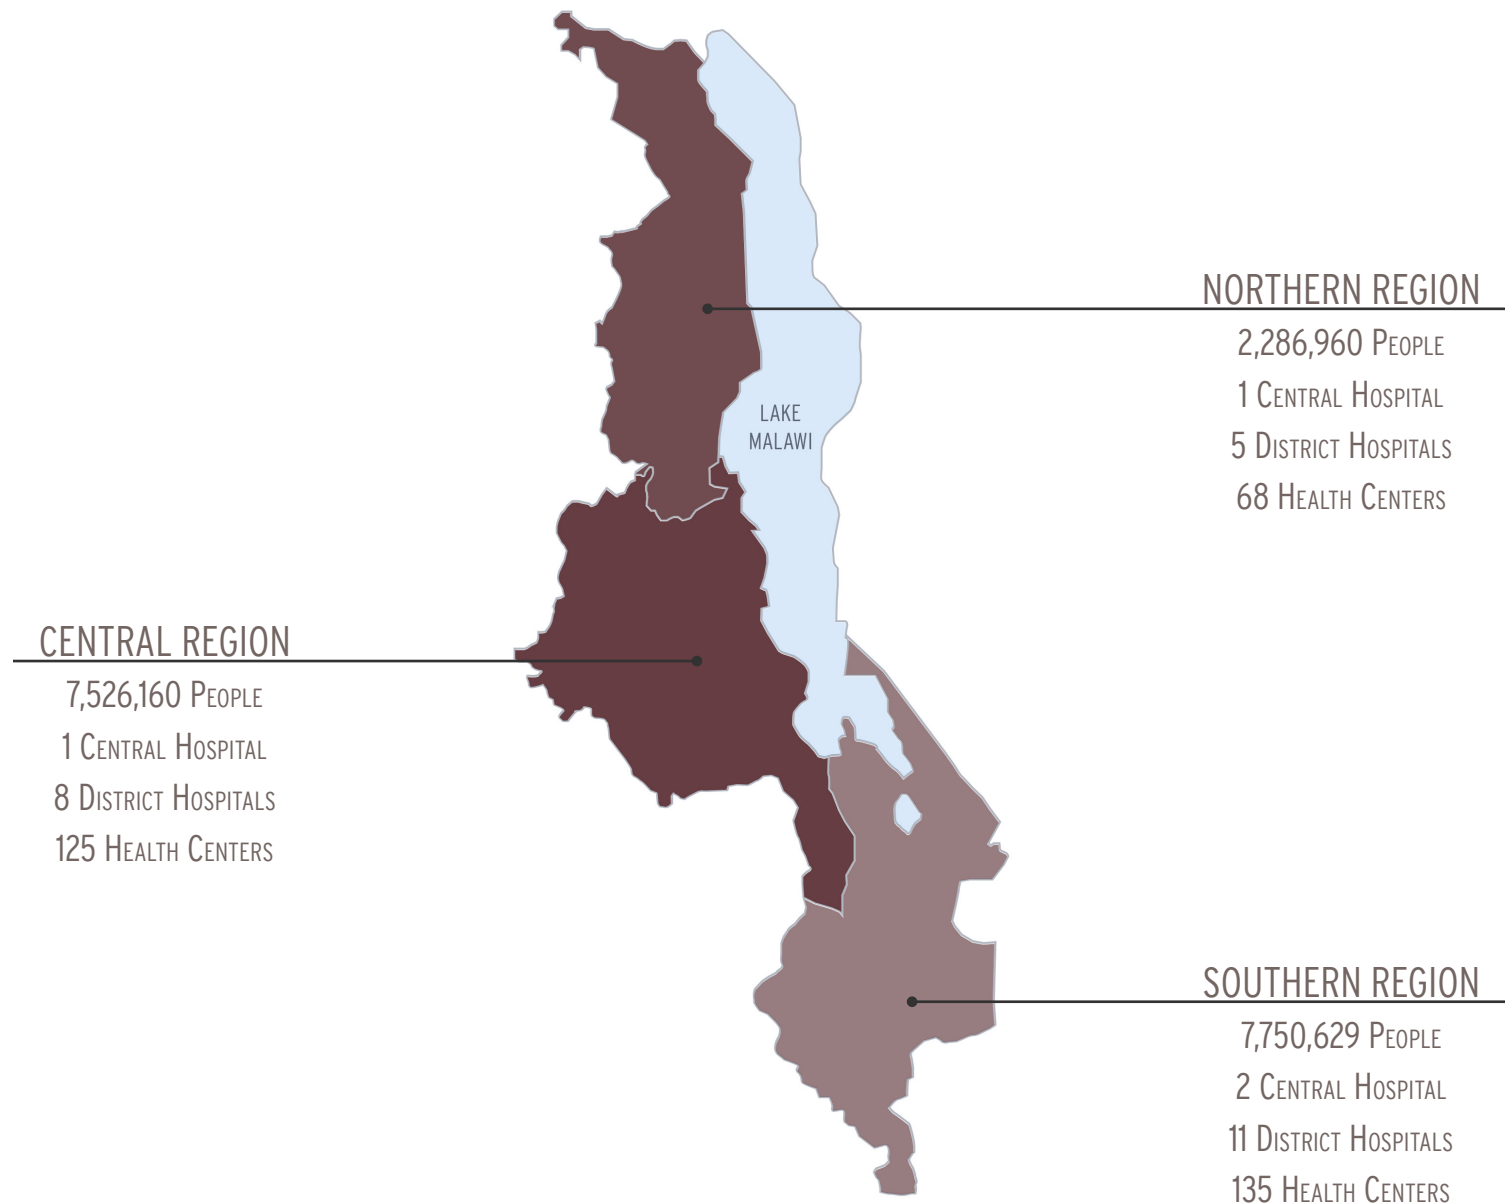 NORTHERN REGION
2,286,960 People
1 Central Hospital
5 District Hospitals
68 Health Centers
LAKE
MALAWI
CENTRAL REGION
7,526,160 People
1 Central Hospital
8 District Hospitals
125 Health Centers
SOUTHERN REGION
7,750,629 People
2 Central Hospital
11 District Hospitals
135 Health Centers